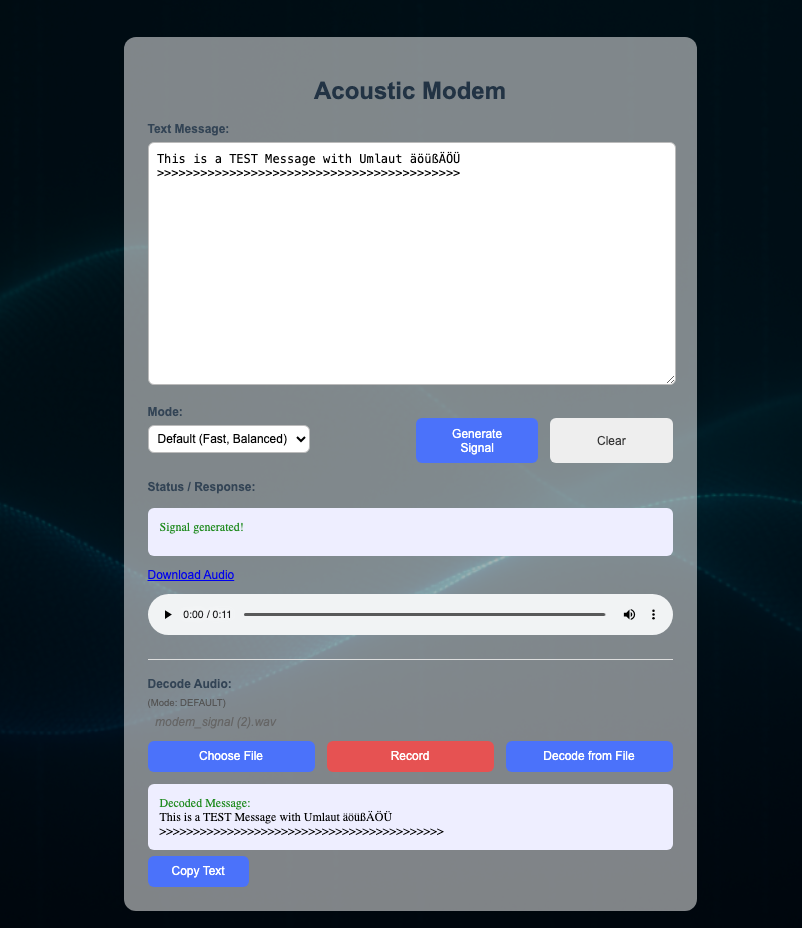 Acoustic Modem
Text Message:
This is a TEST Message with Umlaut äöüßÄÖÜ
>>>>>>>>>>>>>>>>>>>>>>>>>>>>>>>>>>>>>>>>>>
Mode:
Default (Fast, Balanced)
Generate
Signal
Clear
Status / Response:
Signal generated!
Download Audio
0:00 / 0:11
Decode Audio:
(Mode: DEFAULT)
modem_signal (2).wav
Choose File
Record
Decode from File
Decoded Message:
This is a TEST Message with Umlaut äöüßÄÖÜ
>>>>>>>>>>>>>>>>>>>>>>>>>>>>>>>>>>>>>>>>>>
Copy Text